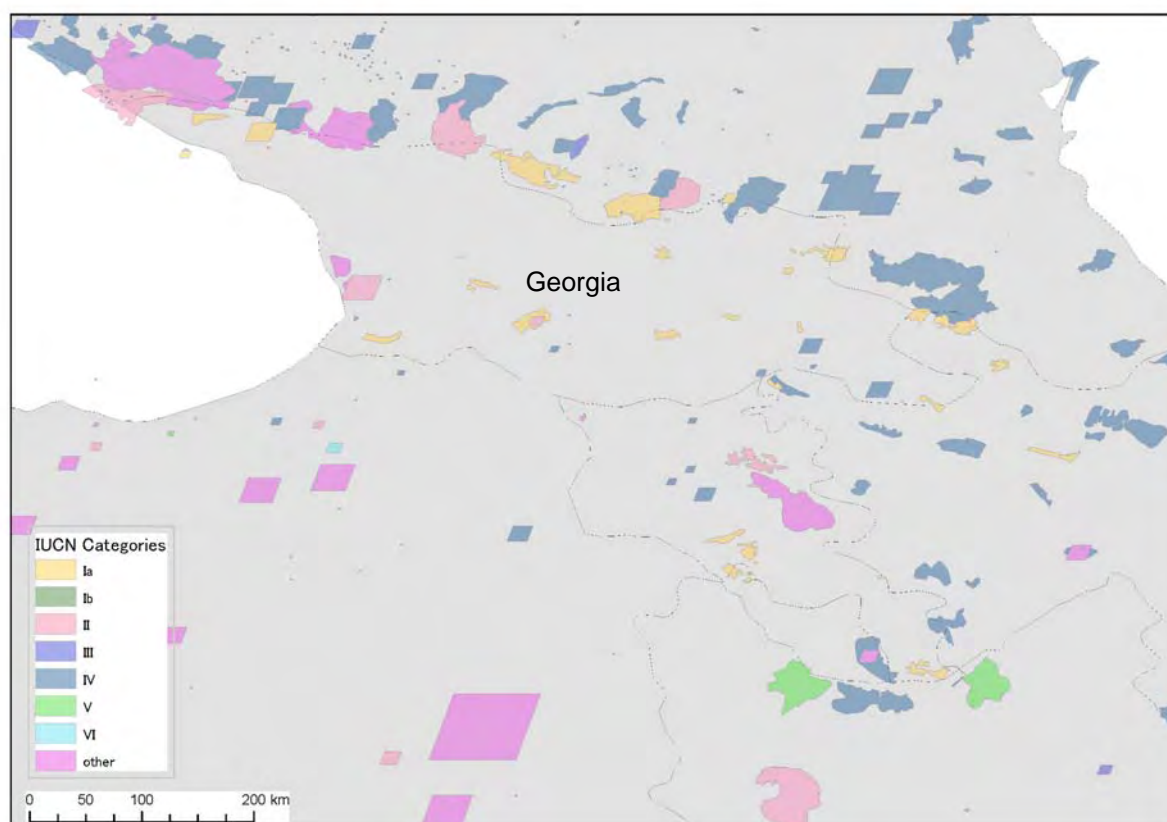 Georgia
IUCN Categories
Ia
Ib
II
III
IV
V
VI
other
0 50 100 200 km